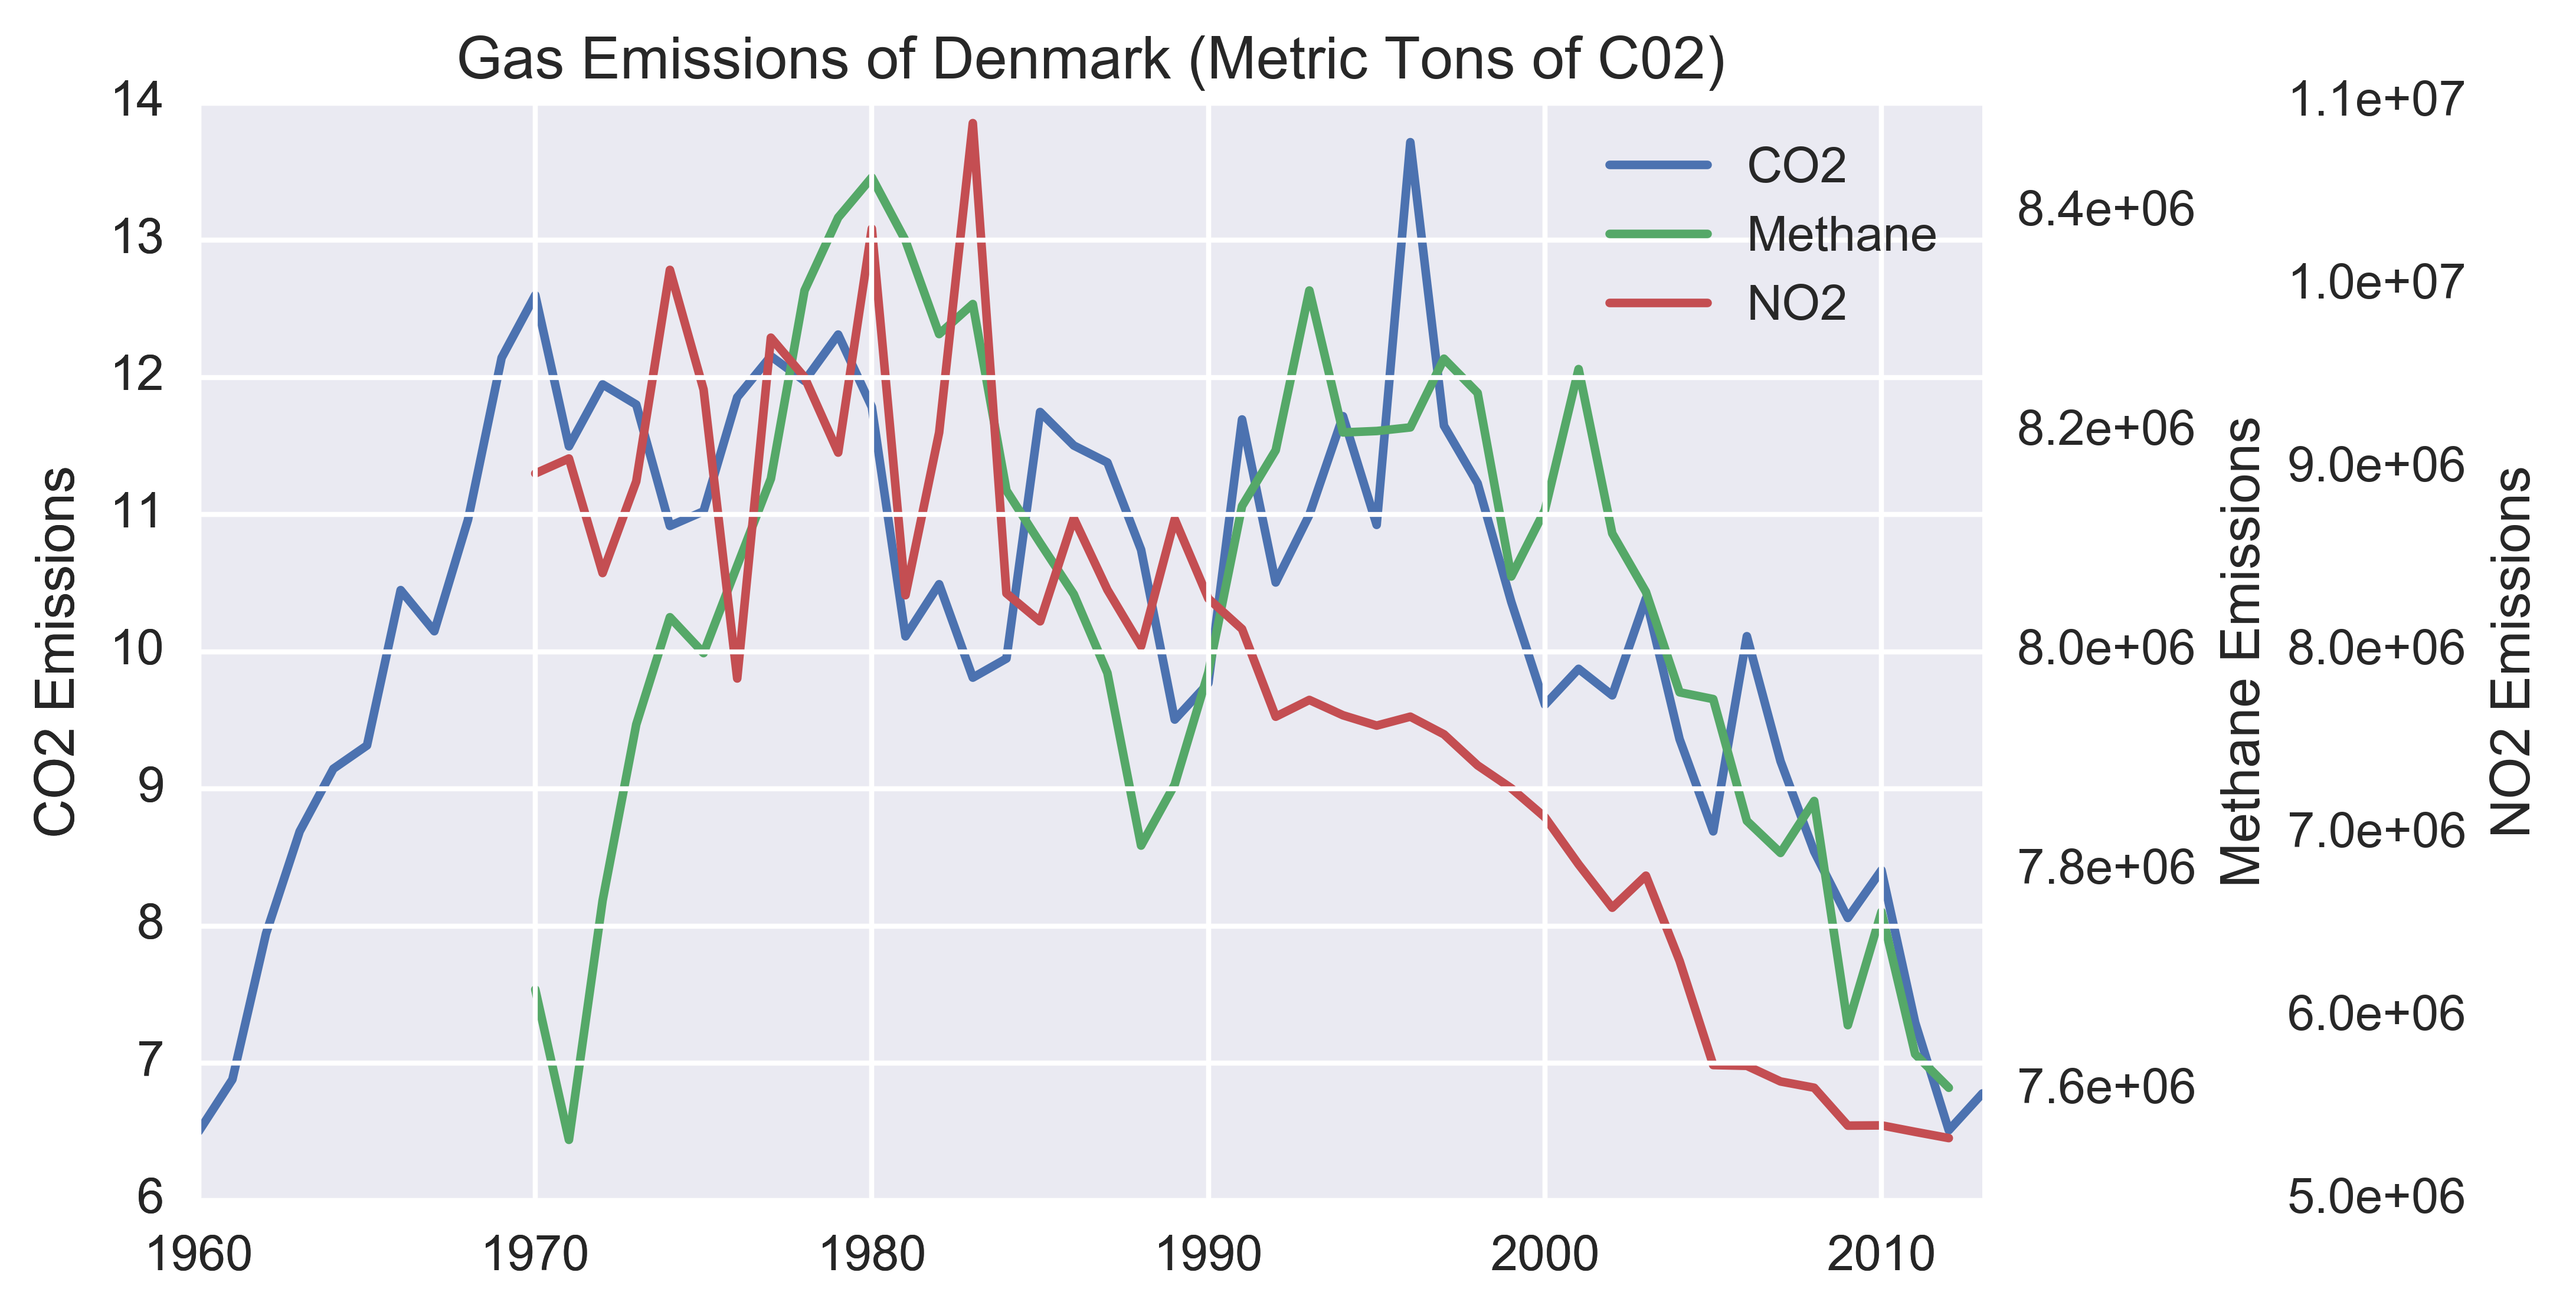 Gas Emissions of Denmark (Metric Tons of C02)
14
13
12
11
10
9
8
7
6
CO2 Emissions
1960
1970
1980
1990
2000
2010
CO2
Methane
NO2
8.4e+06
8.2e+06
8.0e+06
7.8e+06
7.6e+06
Methane Emissions
1.1e+07
1.0e+07
9.0e+06
8.0e+06
7.0e+06
6.0e+06
5.0e+06
NO2 Emissions